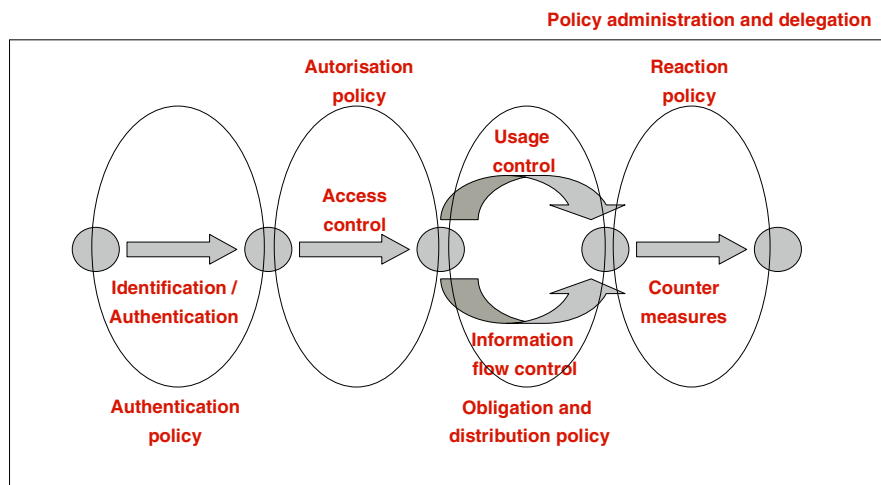 Policy administration and delegation
Autorisation
policy
Reaction
policy
Usage
control
Access
control
Identification /
Authentication
Counter
measures
Information
flow control
Authentication
policy
Obligation and
distribution policy